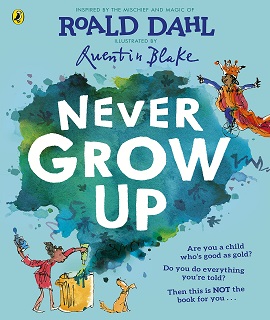 INSPIRED BY THE MISCHIEF AND MAGIC OF
ROALD DAHL
ILLUSTRATED BY
Quentin Blake
NEVER
GROW
UP
Are you a child
who's good as gold?
Do you do everything
you're told?
Then this is NOT the
book for you . . .